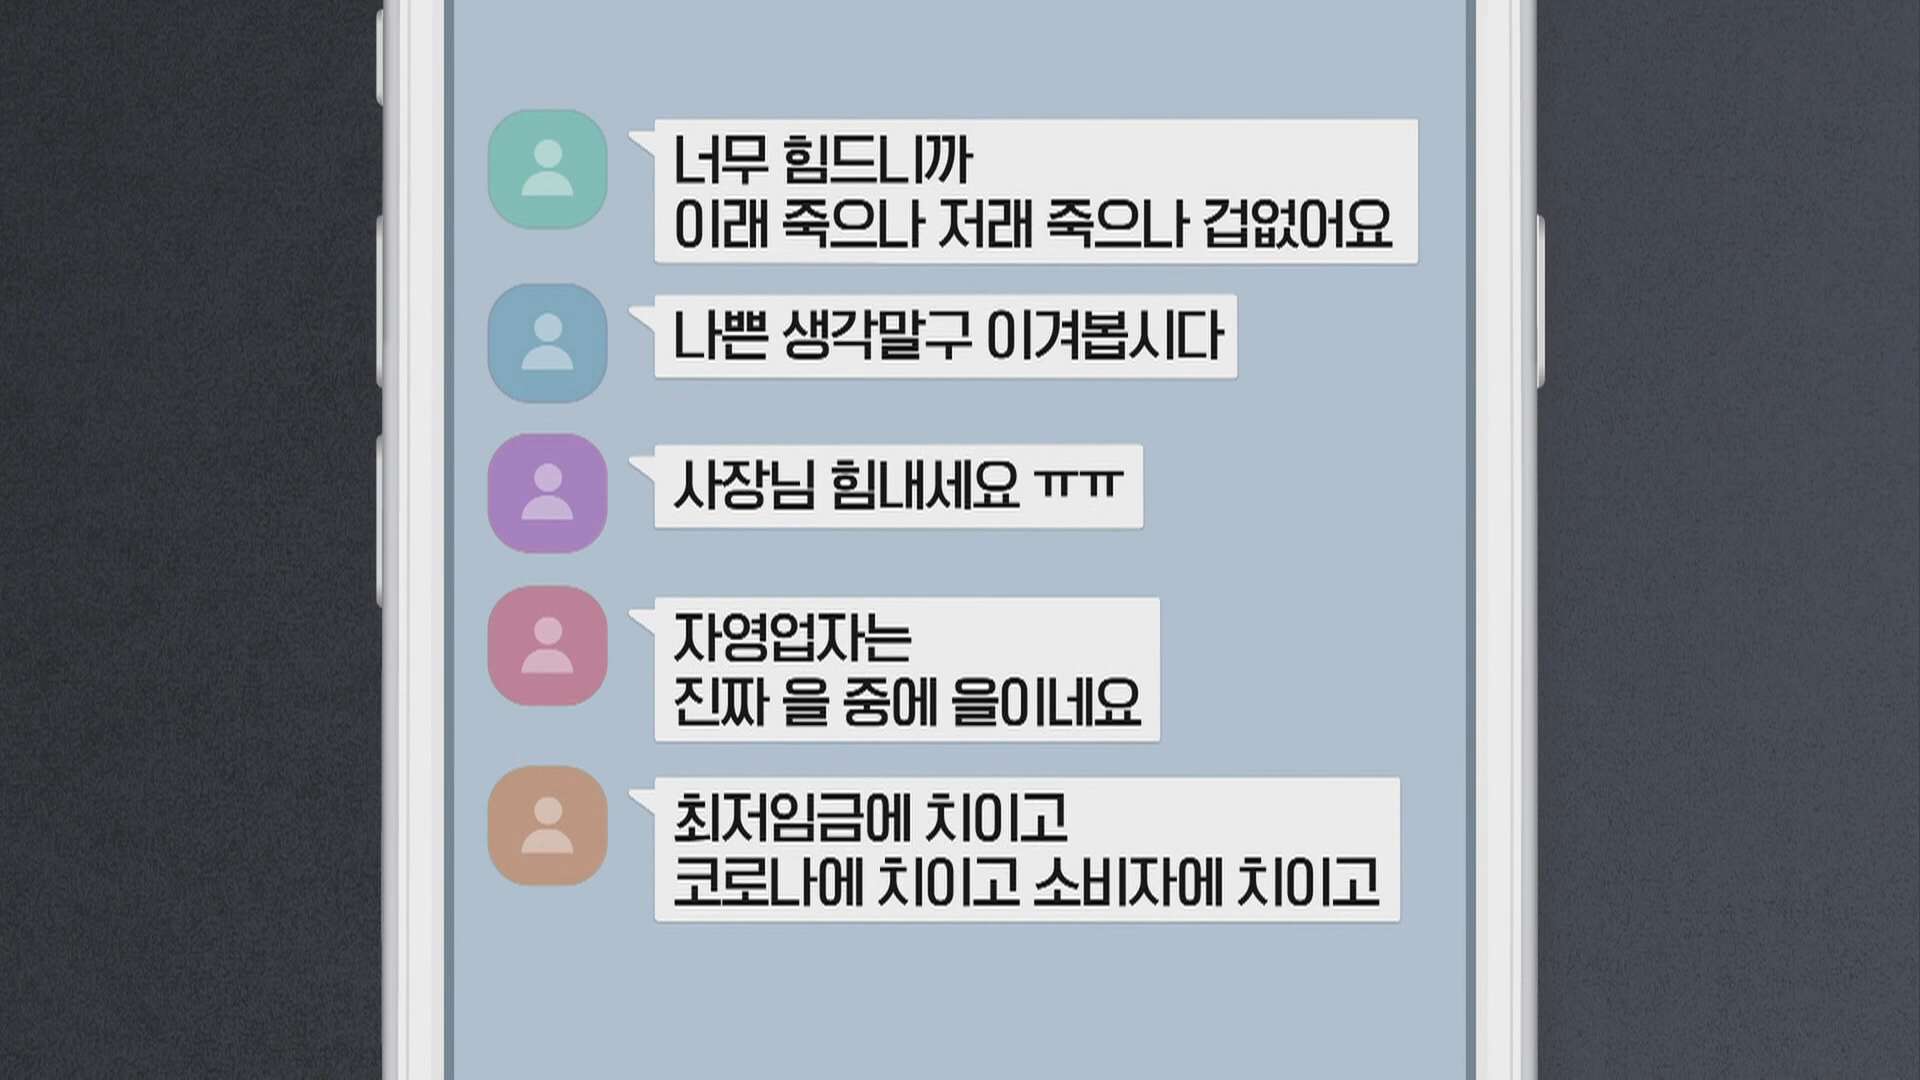 너무 힘드니까
이래 죽으나 저래 죽으나 겁없어요
나쁜 생각말구 이겨봅시다
사장님 힘내세요 ㅠㅠ
자영업자는
진짜 을 중에 을이네요
최저임금에 치이고
코로나에 치이고 소비자에 치이고